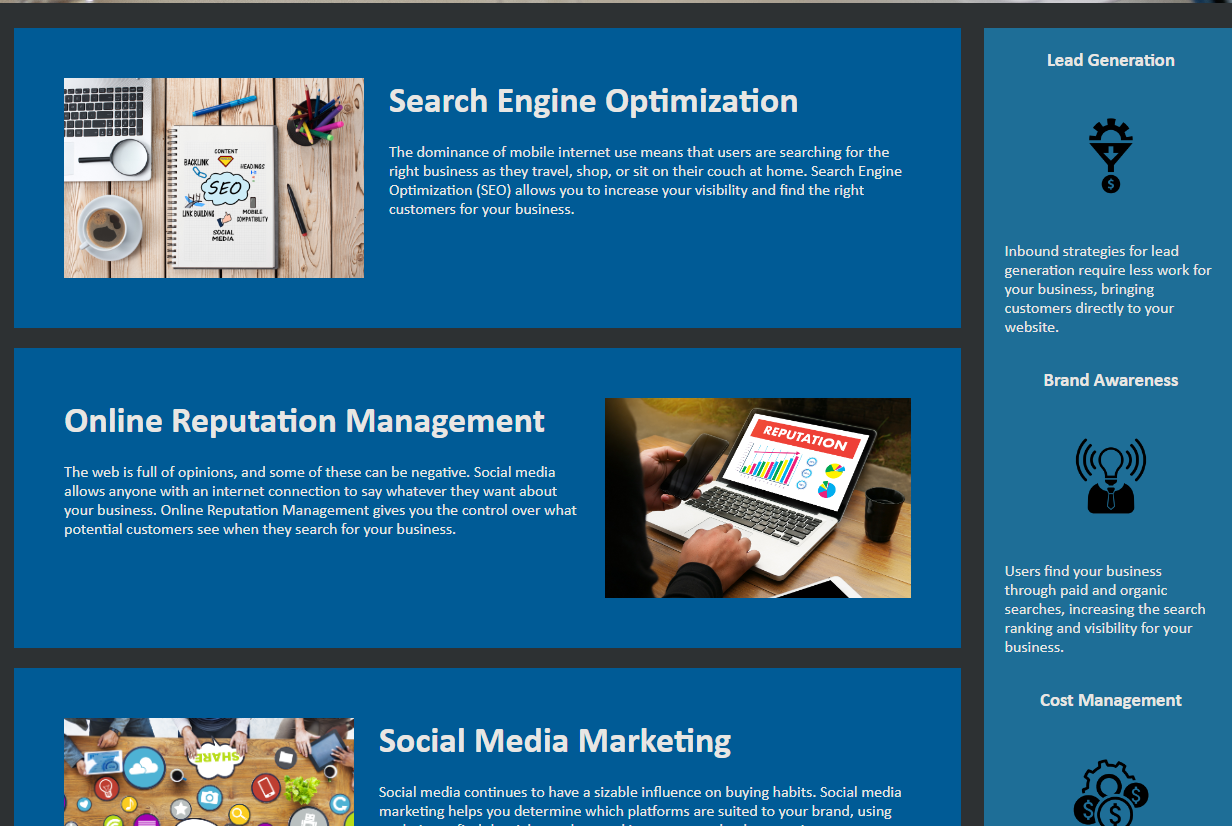 Search Engine Optimization
The dominance of mobile internet use means that users are searching for the
right business as they travel, shop, or sit on their couch at home. Search Engine
Optimization (SEO) allows you to increase your visibility and find the right
customers for your business.
CONTENT
BACKLINK
HEADINGS
SEO
LINK BUILDING
MOBILE
COMPATIBILITY
SOCIAL
MEDIA
Online Reputation Management
The web is full of opinions, and some of these can be negative. Social media
allows anyone with an internet connection to say whatever they want about
your business. Online Reputation Management gives you the control over what
potential customers see when they search for your business.
REPUTATION
SHARE
Social Media Marketing
Social media continues to have a sizable influence on buying habits. Social media
marketing helps you determine which platforms are suited to your brand, using
Lead Generation
$
Inbound strategies for lead
generation require less work for
your business, bringing
customers directly to your
website.
Brand Awareness
Users find your business
through paid and organic
searches, increasing the search
ranking and visibility for your
business.
Cost Management
$ $ $